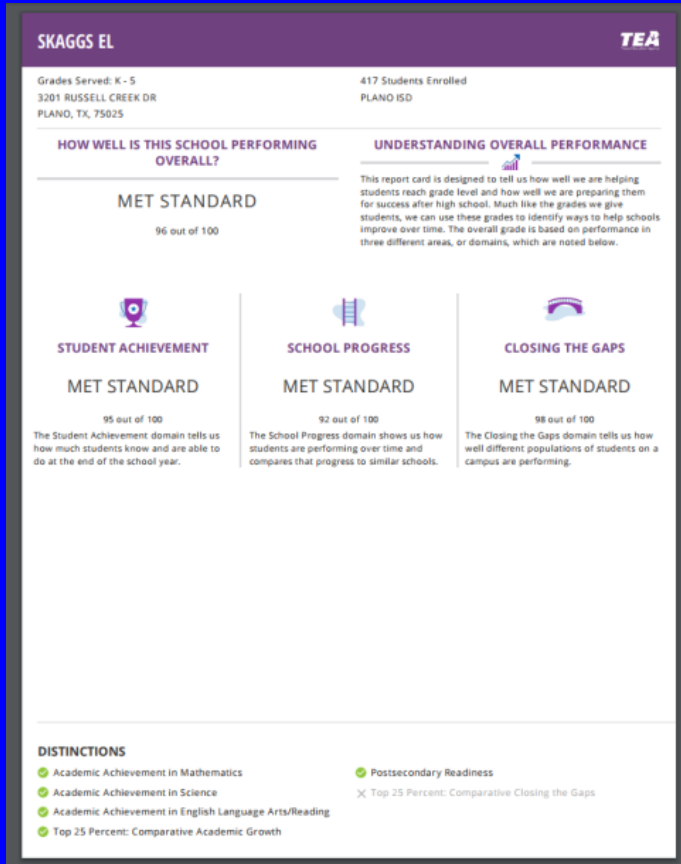 SKAGGS EL
TEA
Grades Served: K - 5
3201 RUSSELL CREEK DR
PLANO, TX, 75025
417 Students Enrolled
PLANO ISD
HOW WELL IS THIS SCHOOL PERFORMING
OVERALL?
MET STANDARD
96 out of 100
UNDERSTANDING OVERALL PERFORMANCE
This report card is designed to tell us how well we are helping
students reach grade level and how well we are preparing them
for success after high school. Much like the grades we give
students, we can use these grades to identify ways to help schools
improve over time. The overall grade is based on performance in
three different areas, or domains, which are noted below.
STUDENT ACHIEVEMENT
MET STANDARD
95 out of 100
The Student Achievement domain tells us
how much students know and are able to
do at the end of the school year.
SCHOOL PROGRESS
MET STANDARD
92 out of 100
The School Progress domain shows us how
students are performing over time and
compares that progress to similar schools.
CLOSING THE GAPS
MET STANDARD
98 out of 100
The Closing the Gaps domain tells us how
well different populations of students on a
campus are performing.
DISTINCTIONS
Academic Achievement in Mathematics
Academic Achievement in Science
Academic Achievement in English Language Arts/Reading
Top 25 Percent: Comparative Academic Growth
Postsecondary Readiness
Top 25 Percent: Comparative Closing the Gaps